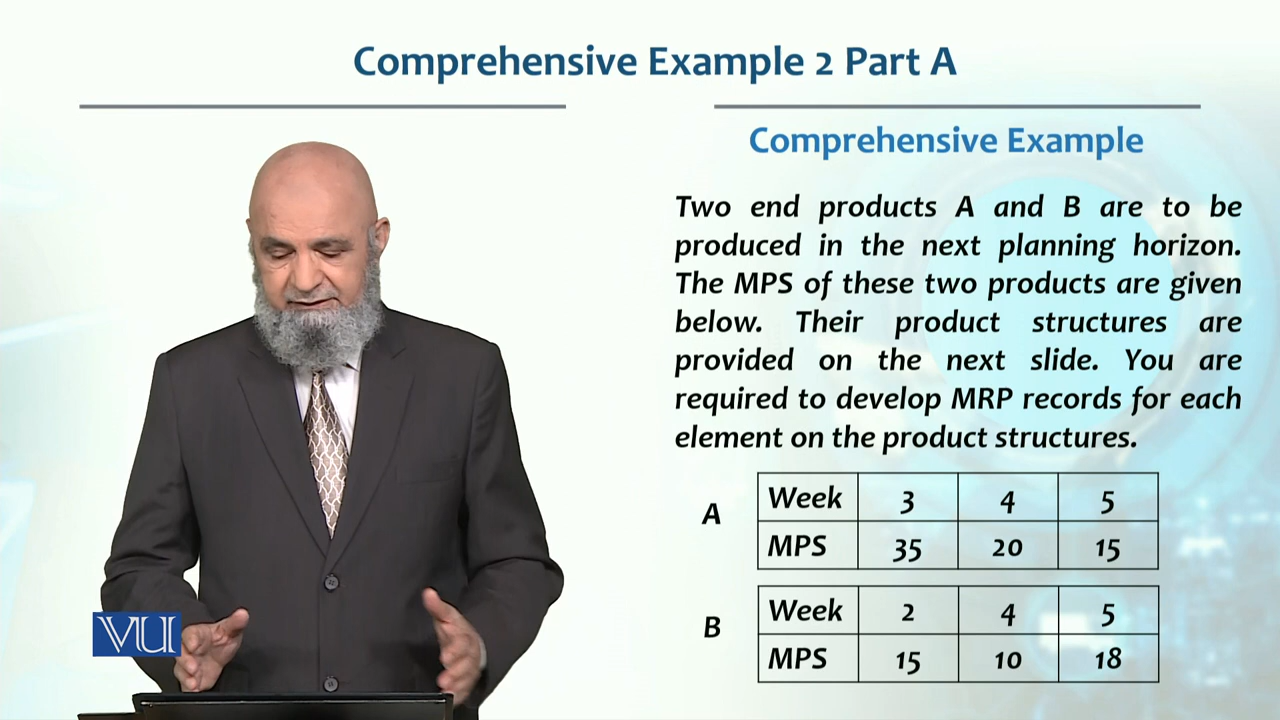 Comprehensive Example 2 Part A
Comprehensive Example
Two end products A and B are to be
produced in the next planning horizon.
The MPS of these two products are given
below. Their product structures are
provided on the next slide. You are
required to develop MRP records for each
element on the product structures.
A
Week 3 4 5
MPS 35 20 15
B
Week 2 4 5
MPS 15 10 18
VU